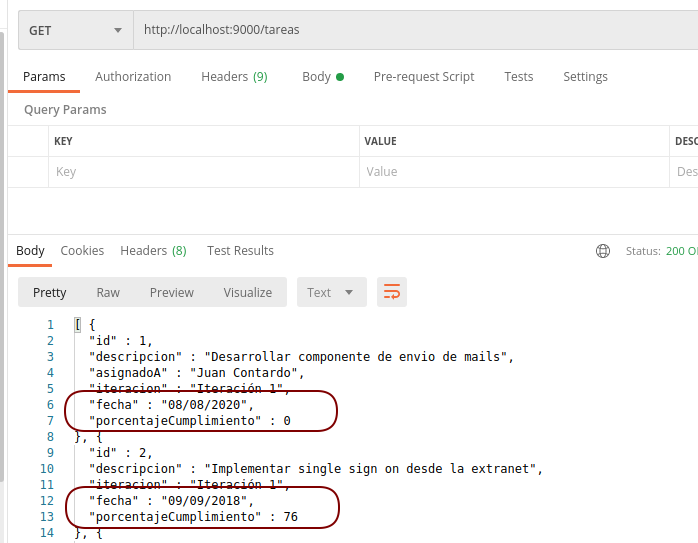 GET http://localhost:9000/tareas
Params Authorization Headers (9) Body Pre-request Script Tests Settings
Query Params
KEY VALUE DESC
Key Value Des
Body Cookies Headers (8) Test Results Status: 200 O
Pretty Raw Preview Visualize Text
1 [ {
2 "id" : 1,
3 "descripcion" : "Desarrollar componente de envio de mails",
4 "asignadoA" : "Juan Contardo",
5 "iteracion" : "Iteración 1",
6 "fecha" : "08/08/2020",
7 "porcentajeCumplimiento" : 0
8 }, {
9 "id" : 2,
10 "descripcion" : "Implementar single sign on desde la extranet",
11 "iteracion" : "Iteración 1",
12 "fecha" : "09/09/2018",
13 "porcentajeCumplimiento" : 76
14 }, {